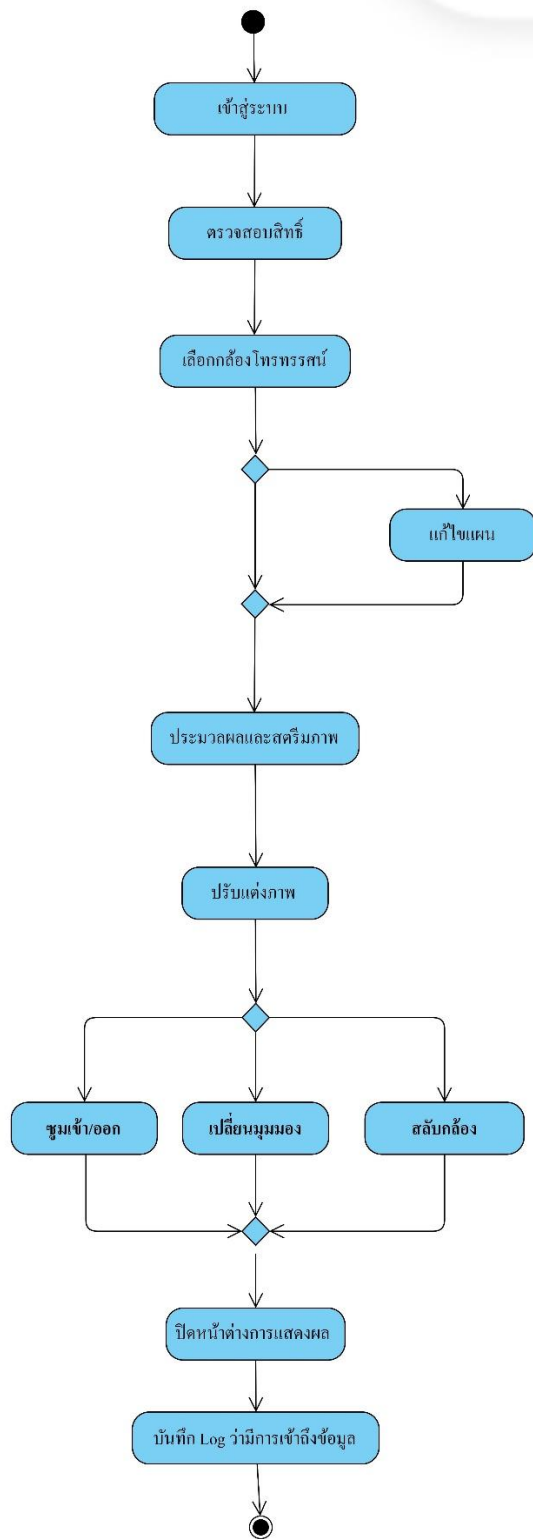 เข้าสู่ระบบ
ตรวจสอบสิทธิ์
เลือกกล้องโทรทรรศน์
แก้ไขแผน
ประมวลผลและสตรีมภาพ
ปรับแต่งภาพ
ซูมเข้า/ออก
เปลี่ยนมุมมอง
สลับกล้อง
ปิดหน้าต่างการแสดงผล
บันทึก Log ว่ามีการเข้าถึงข้อมูล